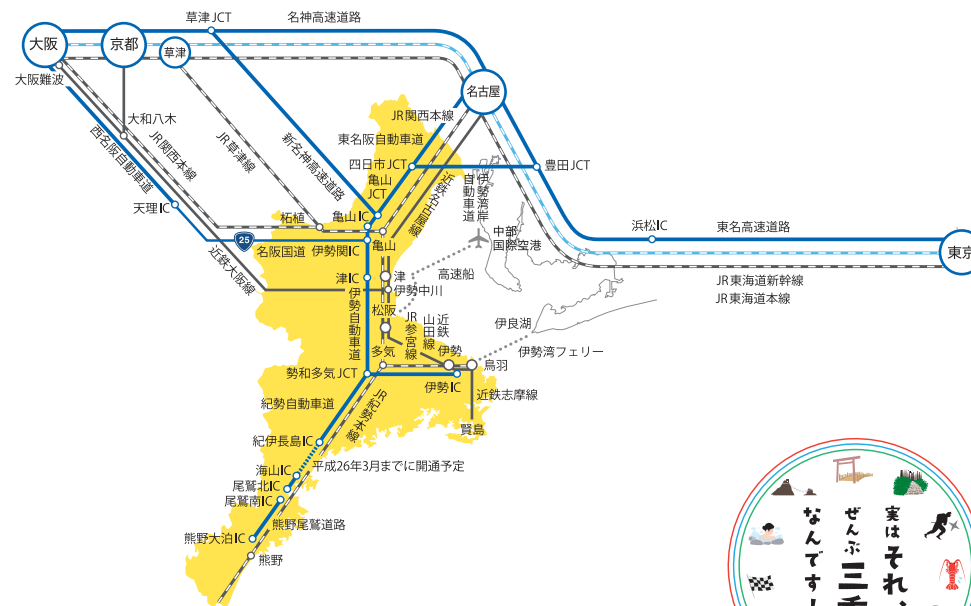 草津JCT
名神高速道路
大阪
京都
草津
大阪難波
名古屋
大和八木
JR関西本線
JR関西本線
東名阪自動車道
JR草津線
新名神高速道路
西名阪自動車道
四日市JCT
豊田JCT
亀山JCT
近鉄名古屋線
伊勢湾岸自動車道
天理IC
柘植
亀山IC
浜松IC
東名高速道路
中部国際空港
25
名阪国道
伊勢関IC
亀山
東京
近鉄大阪線
津IC
津
高速船
JR東海道新幹線
伊勢中川
JR東海道本線
伊勢自動車道
松阪
JR参宮線
近鉄山田線
伊良湖
多気
伊勢
伊勢湾フェリー
鳥羽
勢和多気JCT
伊勢IC
近鉄志摩線
紀勢自動車道
JR紀勢本線
賢島
紀伊長島IC
海山IC
平成26年3月までに開通予定
尾鷲北IC
尾鷲南IC
熊野尾鷲道路
熊野大泊IC
熊野
実はそれ、
ぜんぶ三重
なんです!